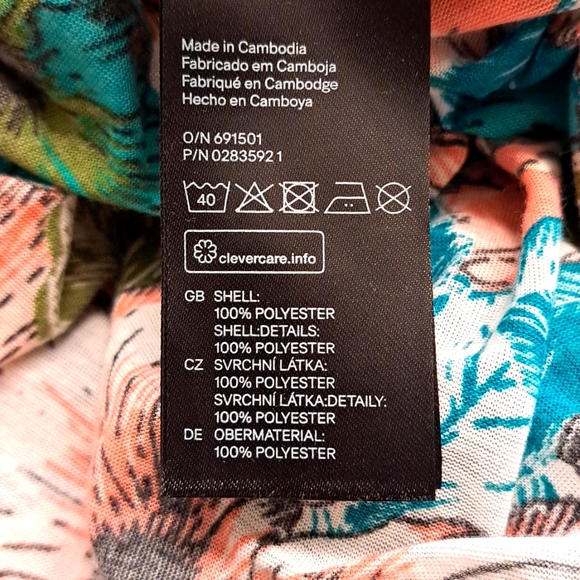 Made in Cambodia
Fabricado em Camboja
Fabriqué en Cambodge
Hecho en Camboya
O/N 691501
P/N 0283592 1
40
clevercare.info
GB SHELL:
100% POLYESTER
SHELL:DETAILS:
100% POLYESTER
CZ SVRCHNÍ LÁTKA:
100% POLYESTER
SVRCHNÍ LÁTKA:DETAILY:
100% POLYESTER
DE OBERMATERIAL:
100% POLYESTER